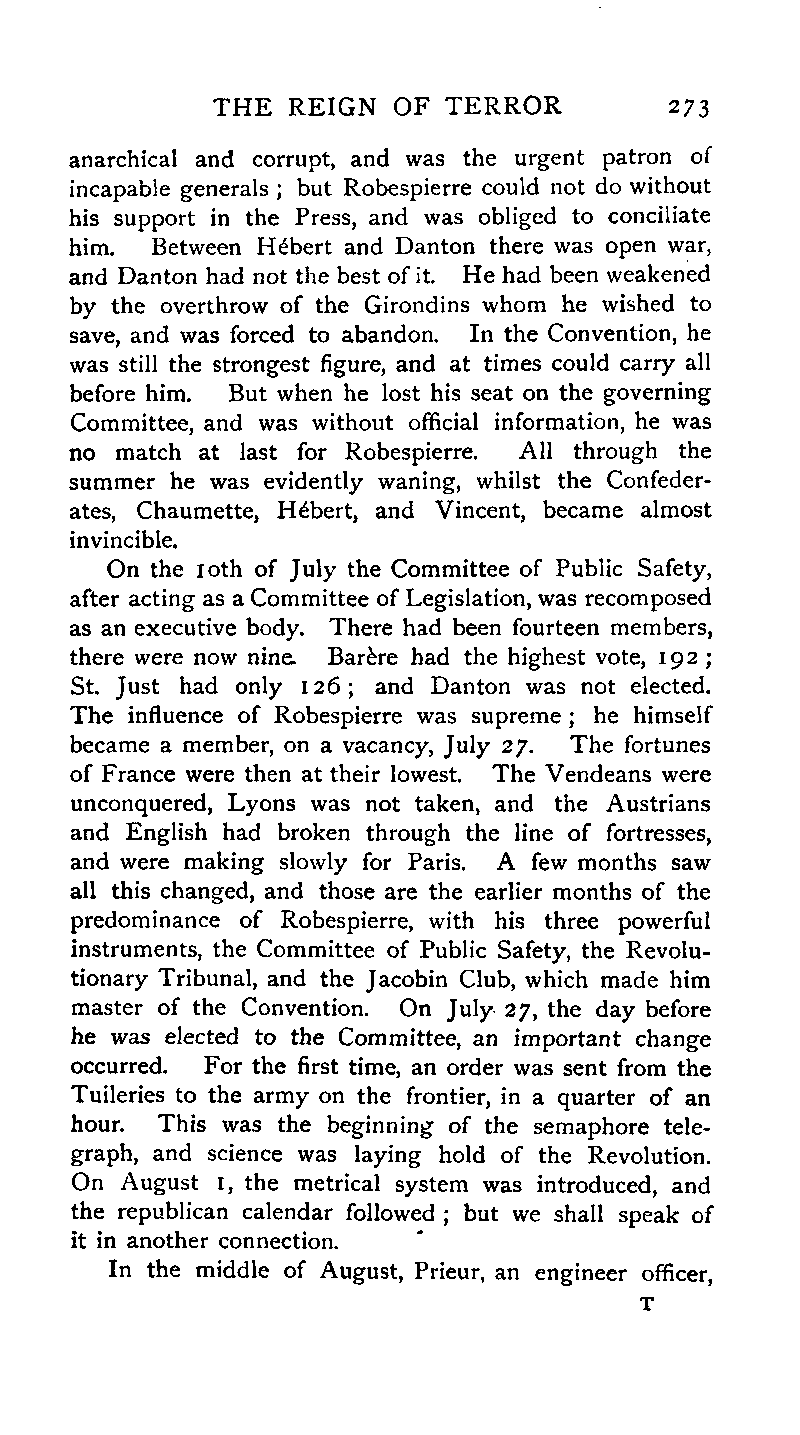 THE REIGN OF TERROR 273
anarchical and corrupt, and was the urgent patron of
incapable generals ; but Robespierre could not do without
his support in the Press, and was obliged to conciliate
him. Between Hébert and Danton there was open war,
and Danton had not the best of it. He had been weakened
by the overthrow of the Girondins whom he wished to
save, and was forced to abandon. In the Convention, he
was still the strongest figure, and at times could carry all
before him. But when he lost his seat on the governing
Committee, and was without official information, he was
no match at last for Robespierre. All through the
summer he was evidently waning, whilst the Confeder-
ates, Chaumette, Hébert, and Vincent, became almost
invincible.
On the 10th of July the Committee of Public Safety,
after acting as a Committee of Legislation, was recomposed
as an executive body. There had been fourteen members,
there were now nine. Barère had the highest vote, 192 ;
St. Just had only 126 ; and Danton was not elected.
The influence of Robespierre was supreme ; he himself
became a member, on a vacancy, July 27. The fortunes
of France were then at their lowest. The Vendeans were
unconquered, Lyons was not taken, and the Austrians
and English had broken through the line of fortresses,
and were making slowly for Paris. A few months saw
all this changed, and those are the earlier months of the
predominance of Robespierre, with his three powerful
instruments, the Committee of Public Safety, the Revolu-
tionary Tribunal, and the Jacobin Club, which made him
master of the Convention. On July 27, the day before
he was elected to the Committee, an important change
occurred. For the first time, an order was sent from the
Tuileries to the army on the frontier, in a quarter of an
hour. This was the beginning of the semaphore tele-
graph, and science was laying hold of the Revolution.
On August 1, the metrical system was introduced, and
the republican calendar followed ; but we shall speak of
it in another connection.
In the middle of August, Prieur, an engineer officer,
T